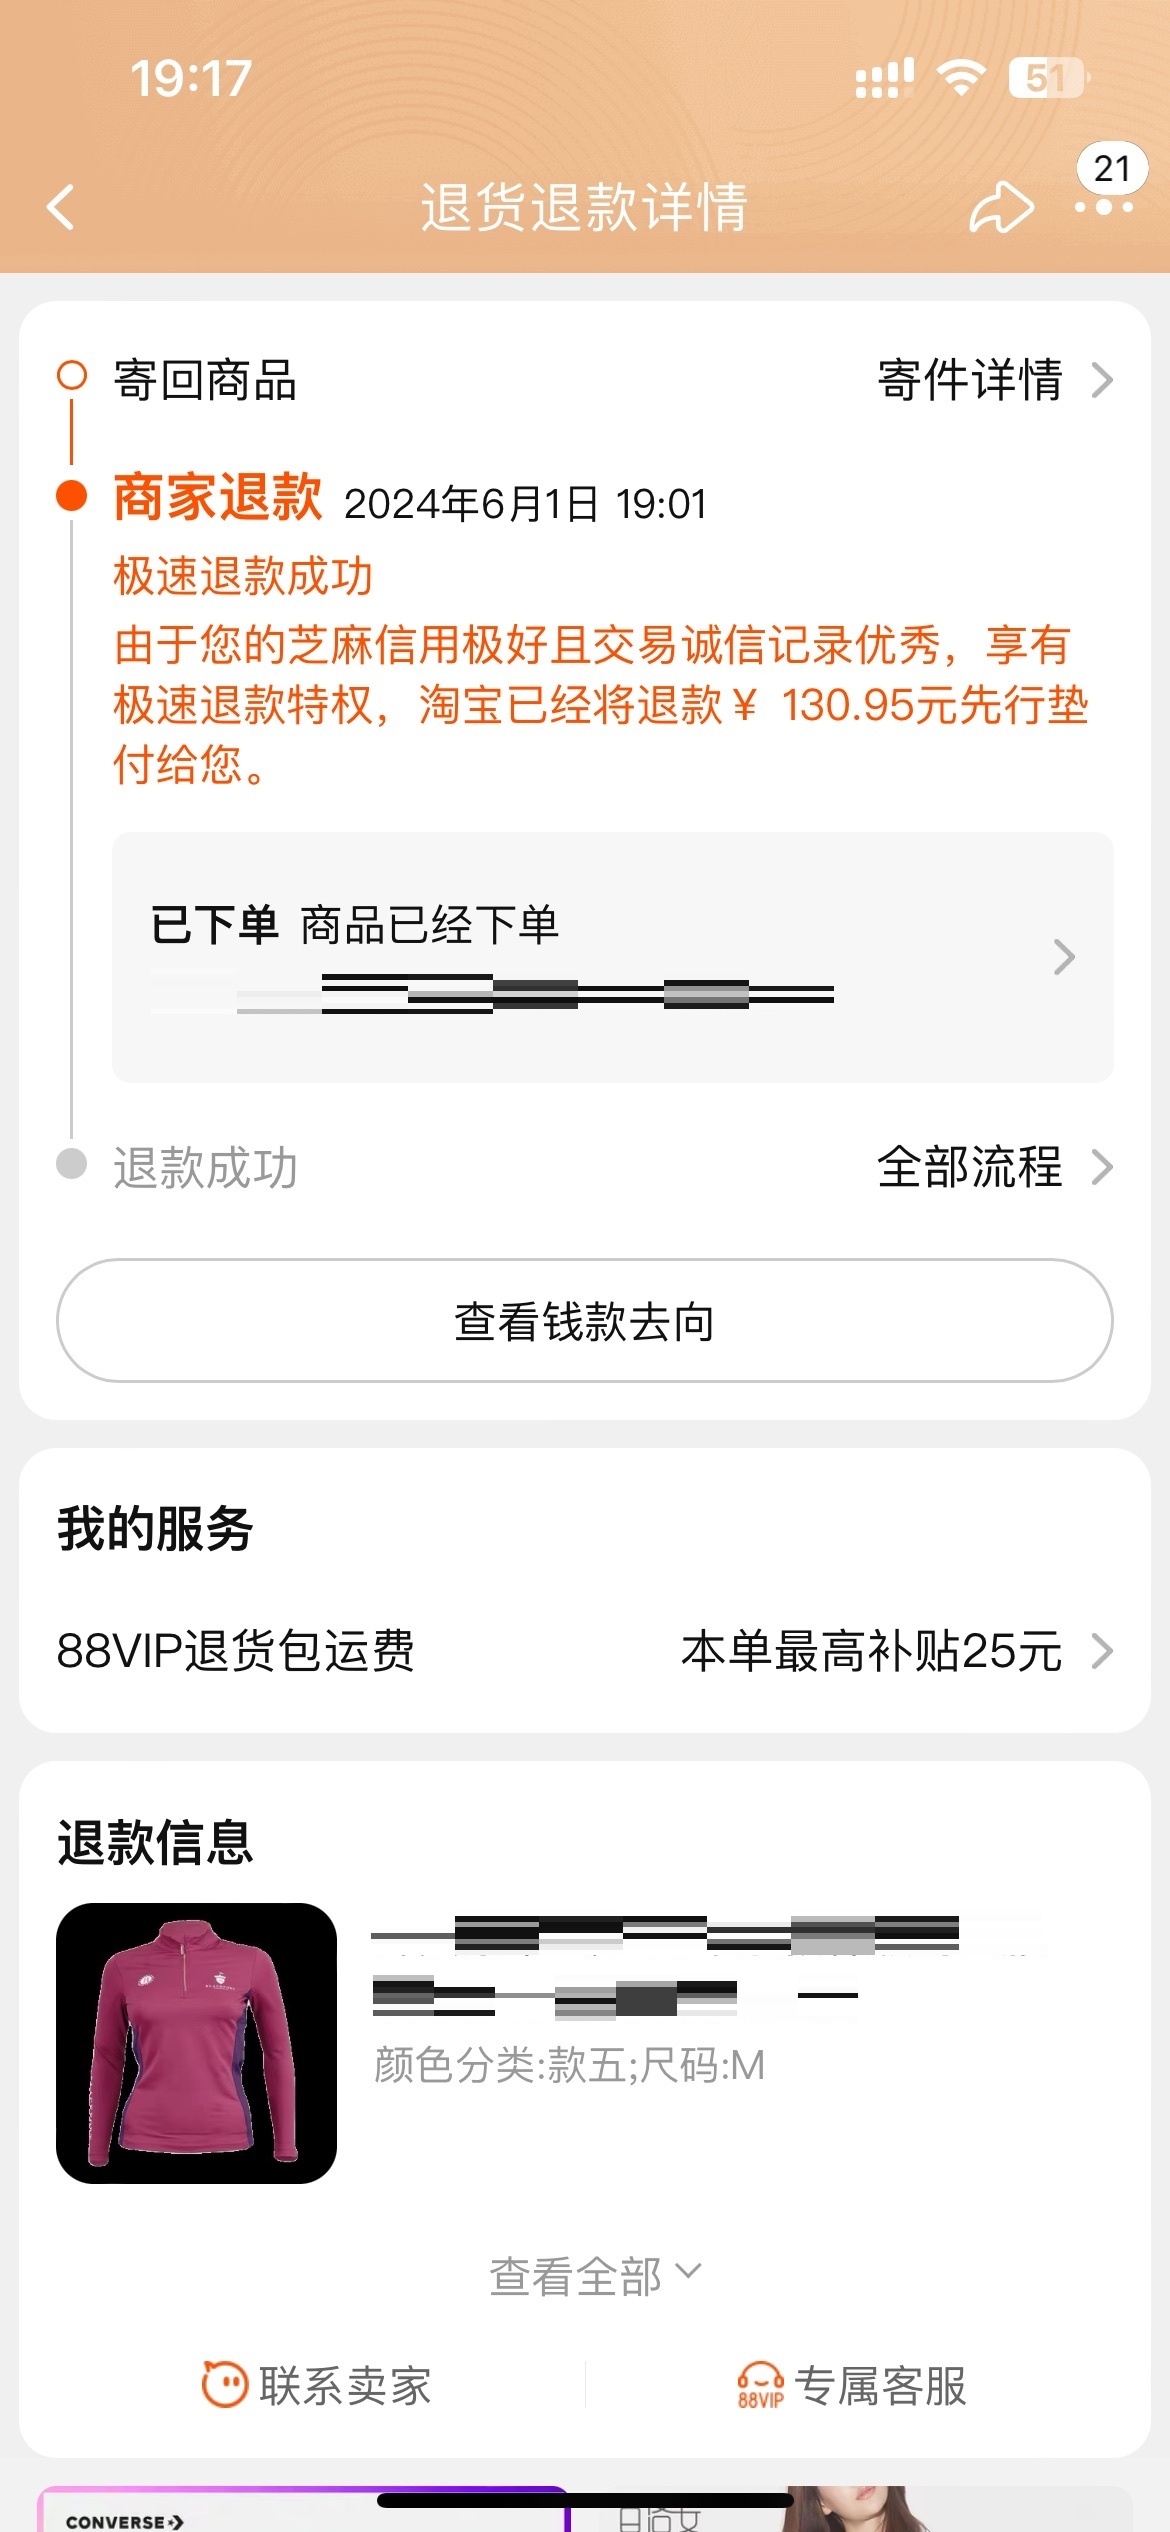 19:17
51
21
退货退款详情
寄回商品
寄件详情
商家退款 2024年6月1日 19:01
极速退款成功
由于您的芝麻信用极好且交易诚信记录优秀，享有
极速退款特权，淘宝已经将退款¥ 130.95元先行垫
付给您。
已下单 商品已经下单
退款成功
全部流程
查看钱款去向
我的服务
88VIP退货包运费
本单最高补贴25元
退款信息
颜色分类:款五;尺码:M
查看全部
联系卖家
88VIP
专属客服
CONVERSE